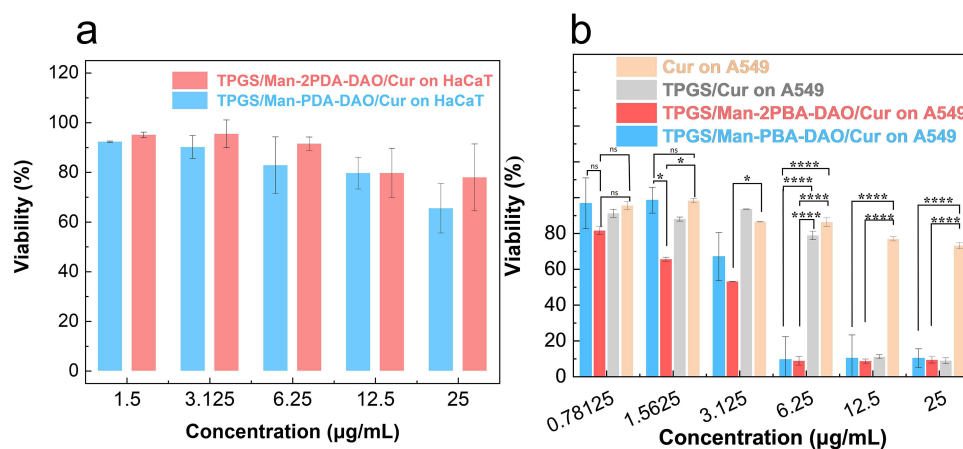 a
TPGS/Man-2PDA-DAO/Cur on HaCaT
TPGS/Man-PDA-DAO/Cur on HaCaT
Viability (%)
120
100
80
60
40
20
0
1.5 3.125 6.25 12.5 25
Concentration (µg/mL)
b
Cur on A549
TPGS/Cur on A549
TPGS/Man-2PBA-DAO/Cur on A549
TPGS/Man-PBA-DAO/Cur on A549
Viability (%)
ns ns ns
* ns *
*
**** **** **** ****
**** ****
**** ****
80
60
40
20
10
0
0.78125 1.5625 3.125 6.25 12.5 25
Concentration (µg/mL)